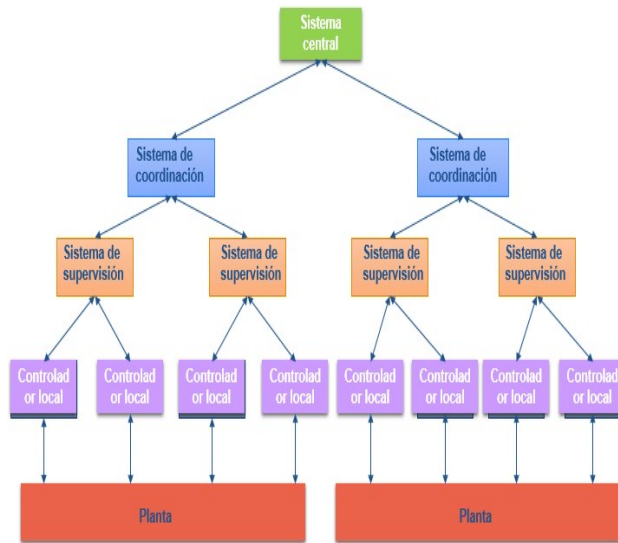 Sistema
central
Sistema de
coordinación
Sistema de
coordinación
Sistema de
supervisión
Sistema de
supervisión
Sistema de
supervisión
Sistema de
supervisión
Controlad
or local
Controlad
or local
Controlad
or local
Controlad
or local
Controlad
or local
Controlad
or local
Controlad
or local
Controlad
or local
Planta
Planta